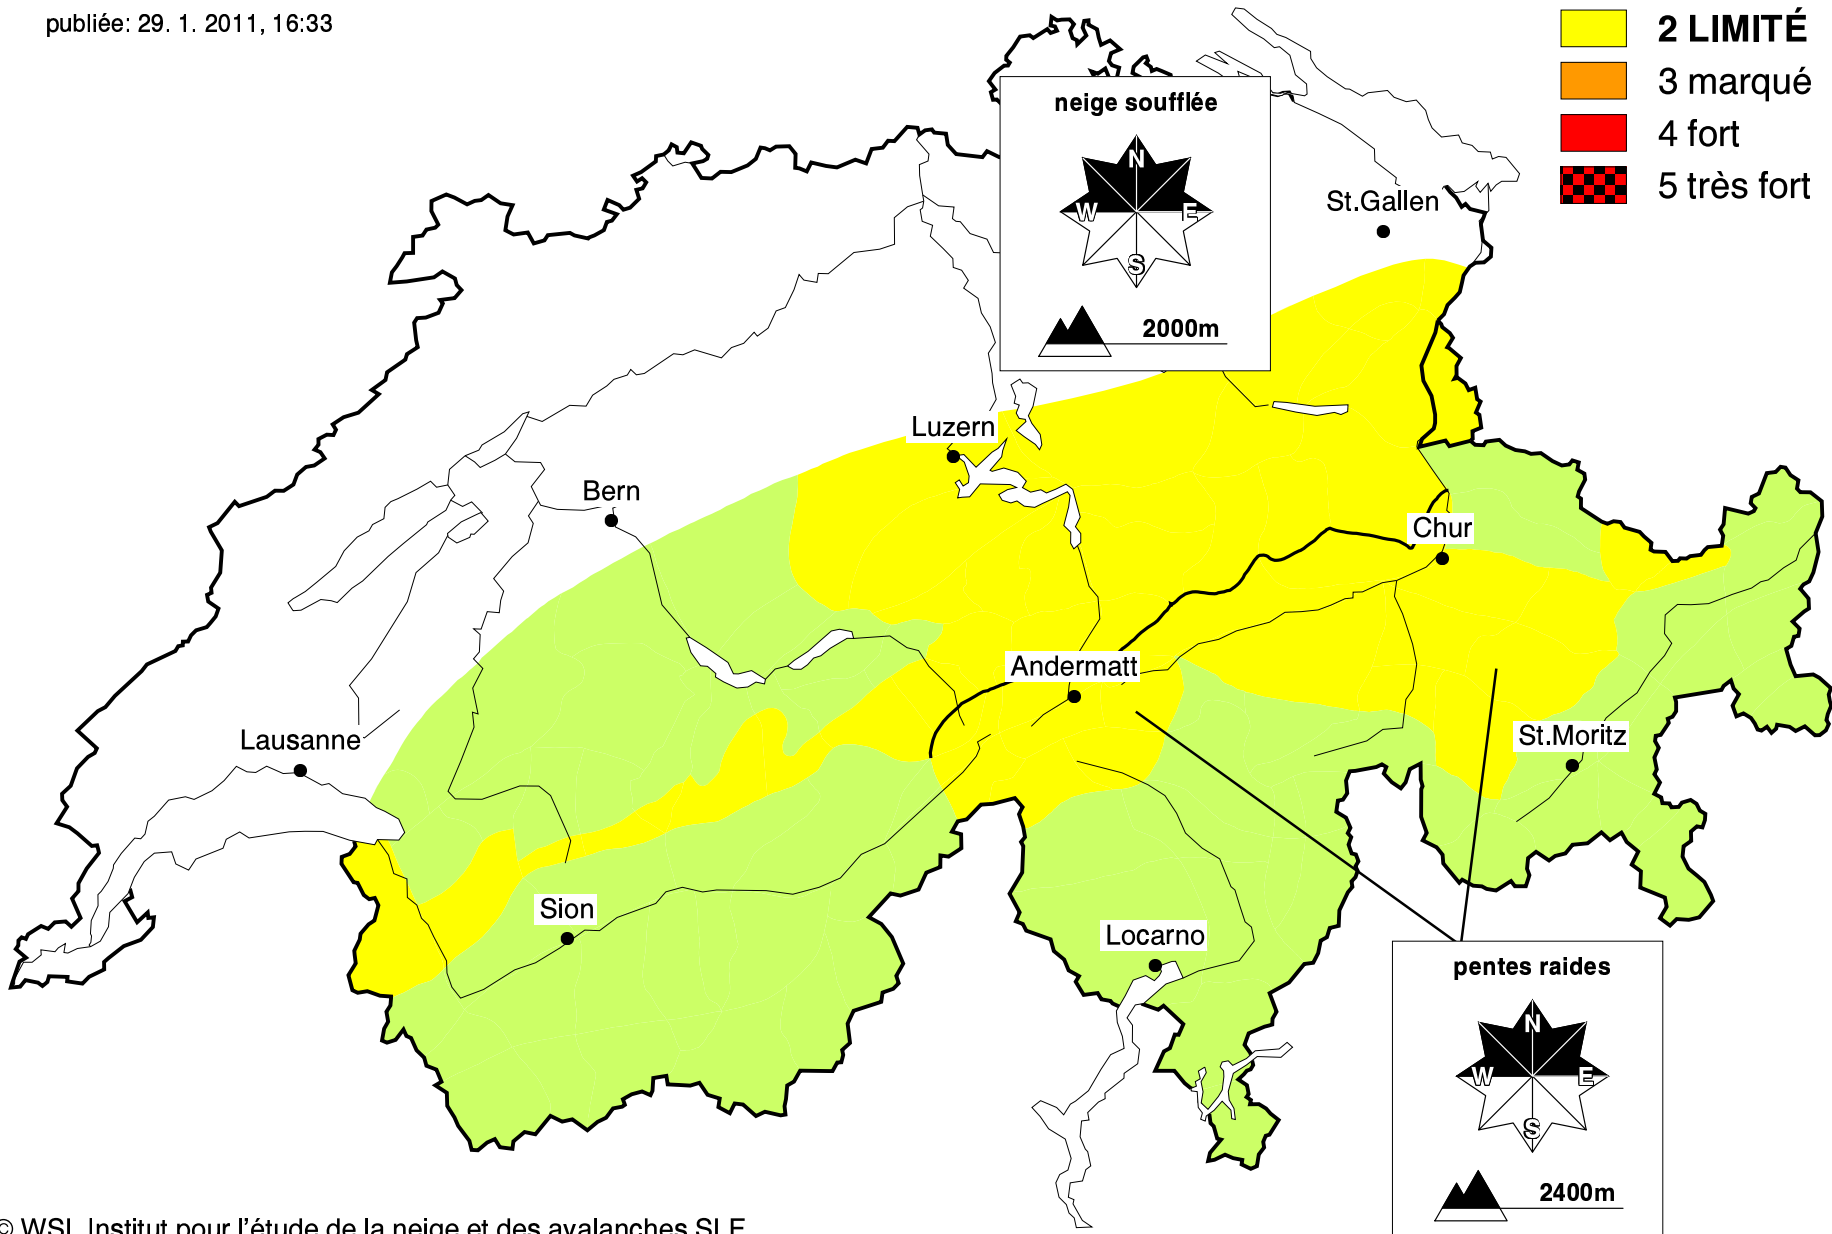 publiée: 29. 1. 2011, 16:33
2 LIMITÉ
3 marqué
4 fort
5 très fort
neige soufflée
N
W E
S
2000m
St.Gallen
Luzern
Bern
Chur
Andermatt
Lausanne
St.Moritz
Sion
Locarno
pentes raides
N
W E
S
2400m
© WSL Institut pour l'étude de la neige et des avalanches SLF